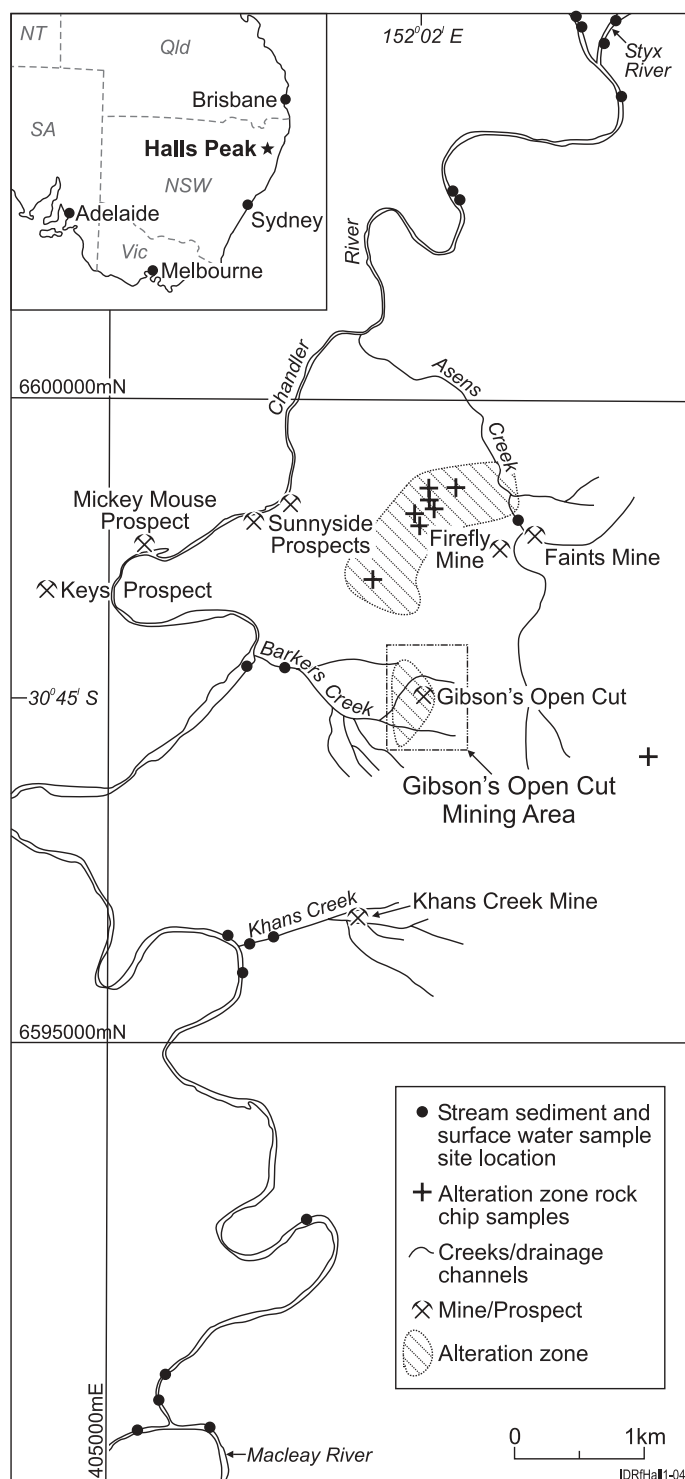 NT
Qld
152°02' E
Styx
River
Brisbane
SA
Halls Peak
NSW
Adelaide
Sydney
Vic
Melbourne
River
Chandler
6600000mN
Asens
Creek
Mickey Mouse
Prospect
Sunnyside
Prospects
Firefly
Mine
Faints Mine
Keys Prospect
Barkers Creek
30°45' S
Gibson's Open Cut
Gibson's Open Cut
Mining Area
Khans Creek
Khans Creek Mine
6595000mN
Stream sediment and
surface water sample
site location
Alteration zone rock
chip samples
Creeks/drainage
channels
Mine/Prospect
Alteration zone
405000mE
0 1km
Macleay River
IDRfHall1-04